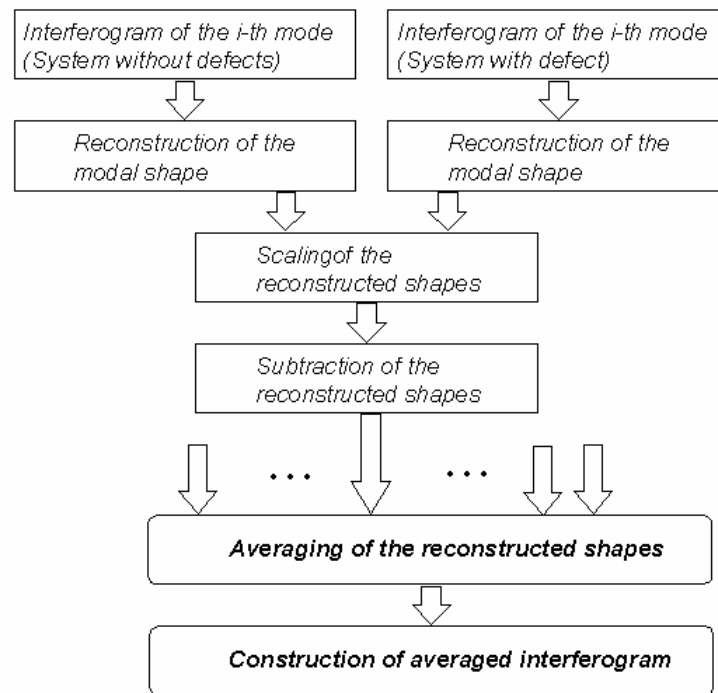 Interferogram of the i-th mode
(System without defects)
Interferogram of the i-th mode
(System with defect)
Reconstruction of the
modal shape
Reconstruction of the
modal shape
Scalingof the
reconstructed shapes
Subtraction of the
reconstructed shapes
... ...
Averaging of the reconstructed shapes
Construction of averaged interferogram